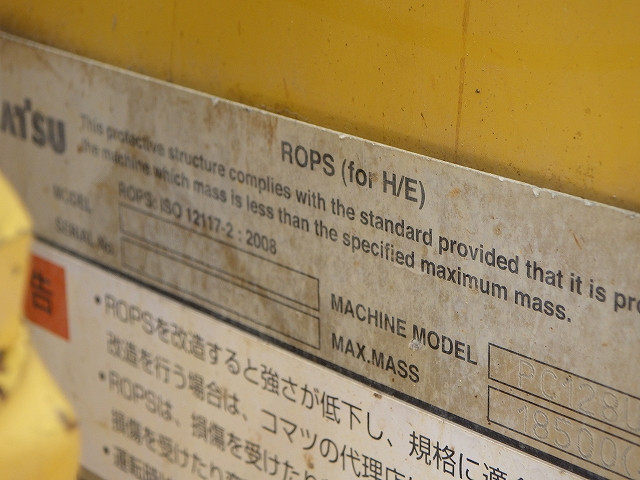 ATSU
ROPS (for H/E)
This protective structure complies with the standard provided that it is pro
the machine which mass is less than the specified maximum mass.
ROPS: ISO 12117-2 : 2008
MODEL
SERIAL No.
MACHINE MODEL PC128U
MAX.MASS 18500
告
•ROPSを改造すると強さが低下し、規格に適
改造を行う場合は、コマツの代理店
•ROPSは、損傷を受けたり
損傷を受けたり
•運転時